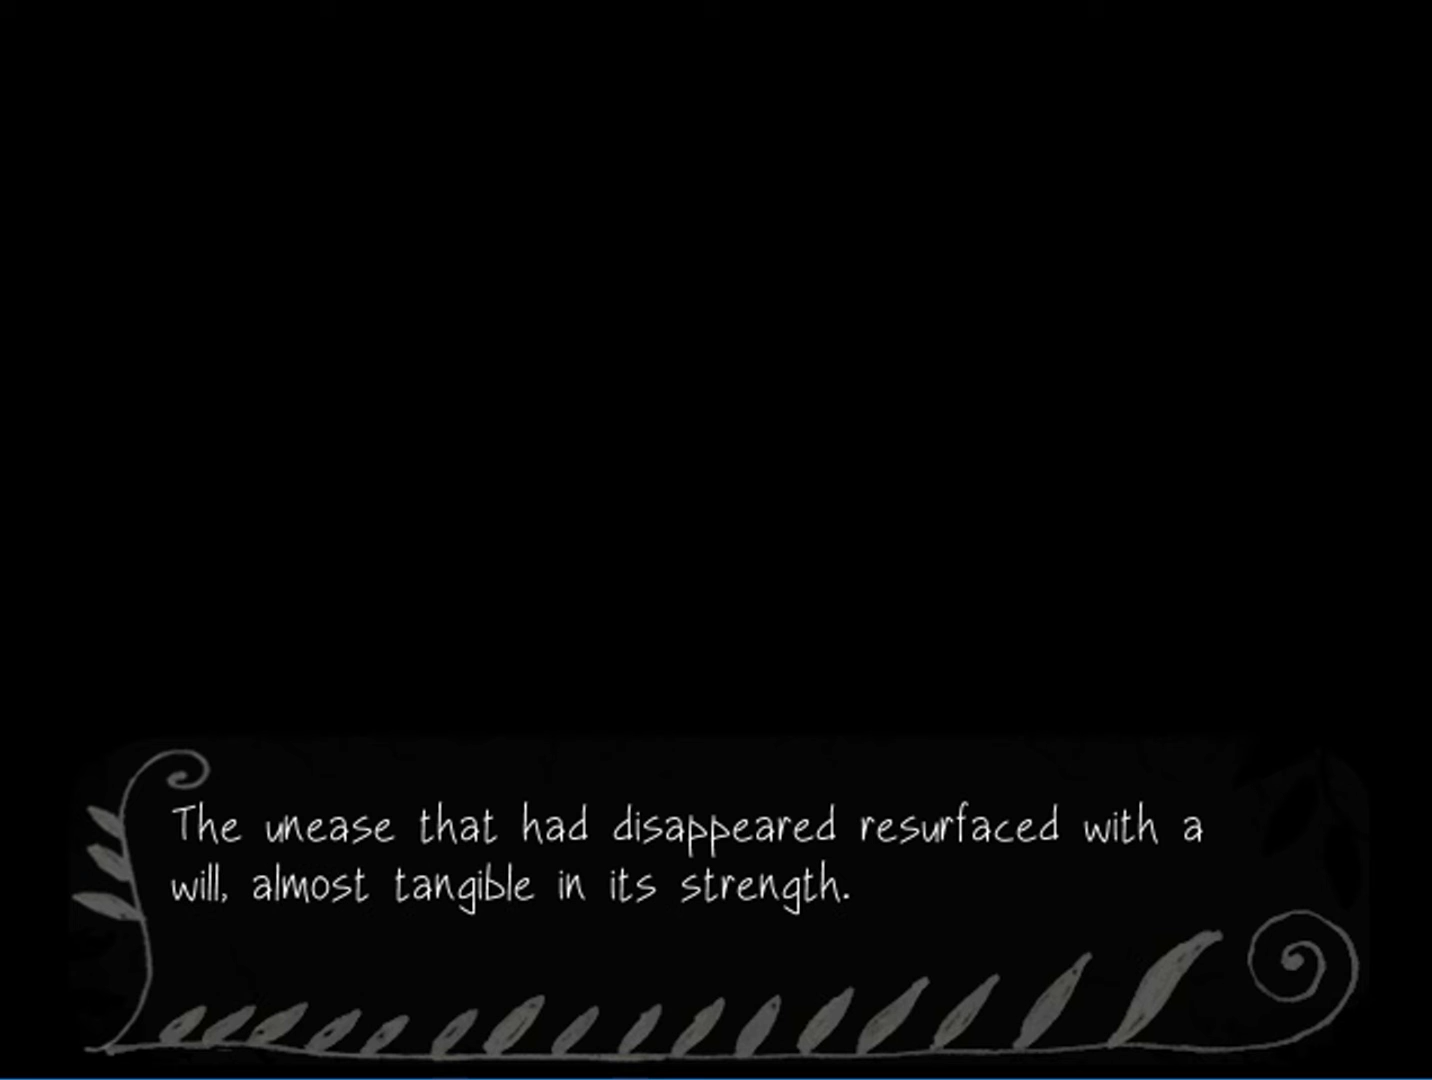 The unease that had disappeared resurfaced with a
will, almost tangible in its strength.